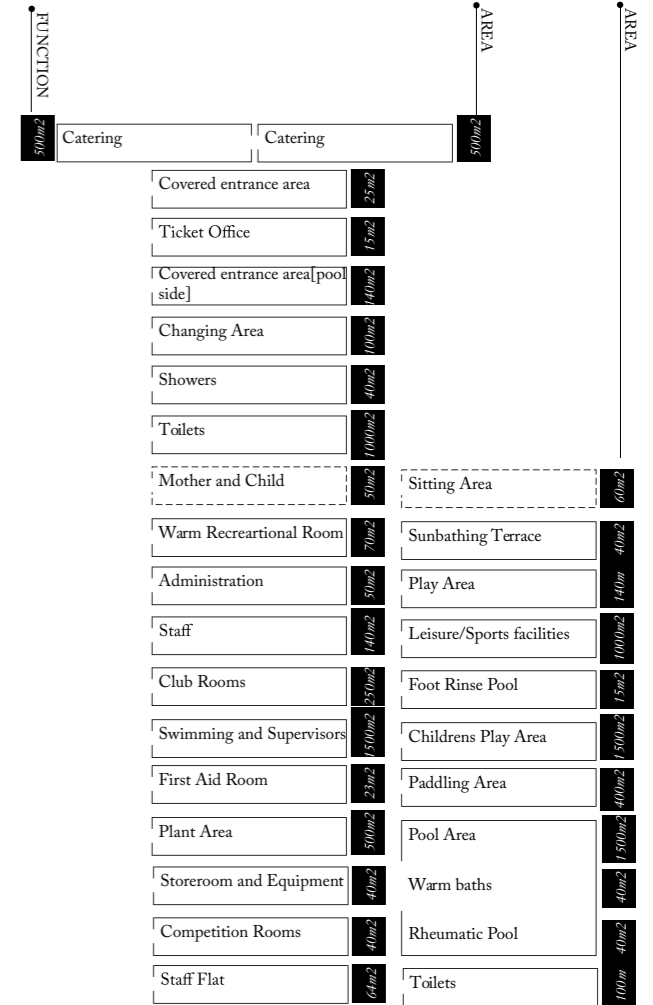 FUNCTION
AREA
AREA
500m2
Catering
Catering
500m2
Covered entrance area
25m2
Ticket Office
15m2
Covered entrance area[pool
side]
140m2
Changing Area
100m2
Showers
40m2
Toilets
1000m2
Mother and Child
50m2
Sitting Area
60m2
Warm Recreartional Room
70m2
Sunbathing Terrace
40m2
Administration
50m2
Play Area
140m
Staff
140m2
Leisure/Sports facilities
1000m2
Club Rooms
250m2
Foot Rinse Pool
15m2
Swimming and Supervisors
1500m2
Childrens Play Area
1500m2
First Aid Room
23m2
Paddling Area
400m2
Plant Area
500m2
Pool Area
1500m2
Storeroom and Equipment
40m2
Warm baths
40m2
Competition Rooms
40m2
Rheumatic Pool
40m2
Staff Flat
64m2
Toilets
100m